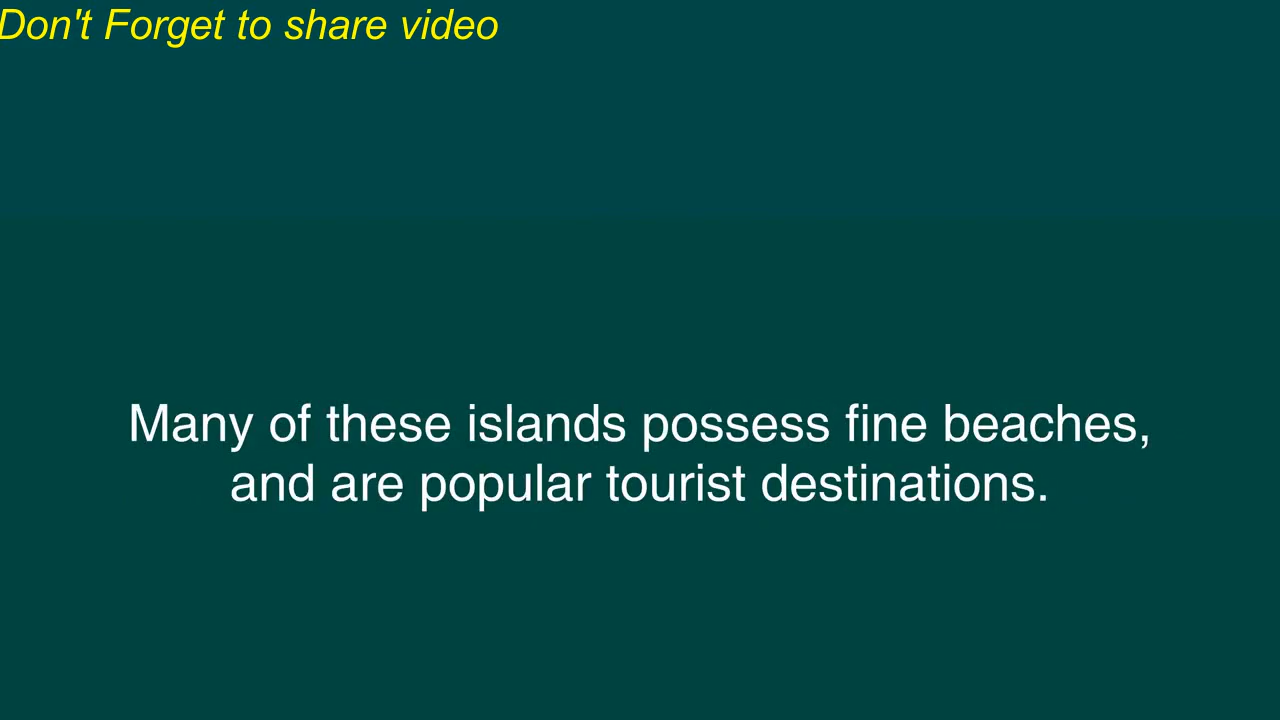 Don't Forget to share video
Many of these islands possess fine beaches,
and are popular tourist destinations.